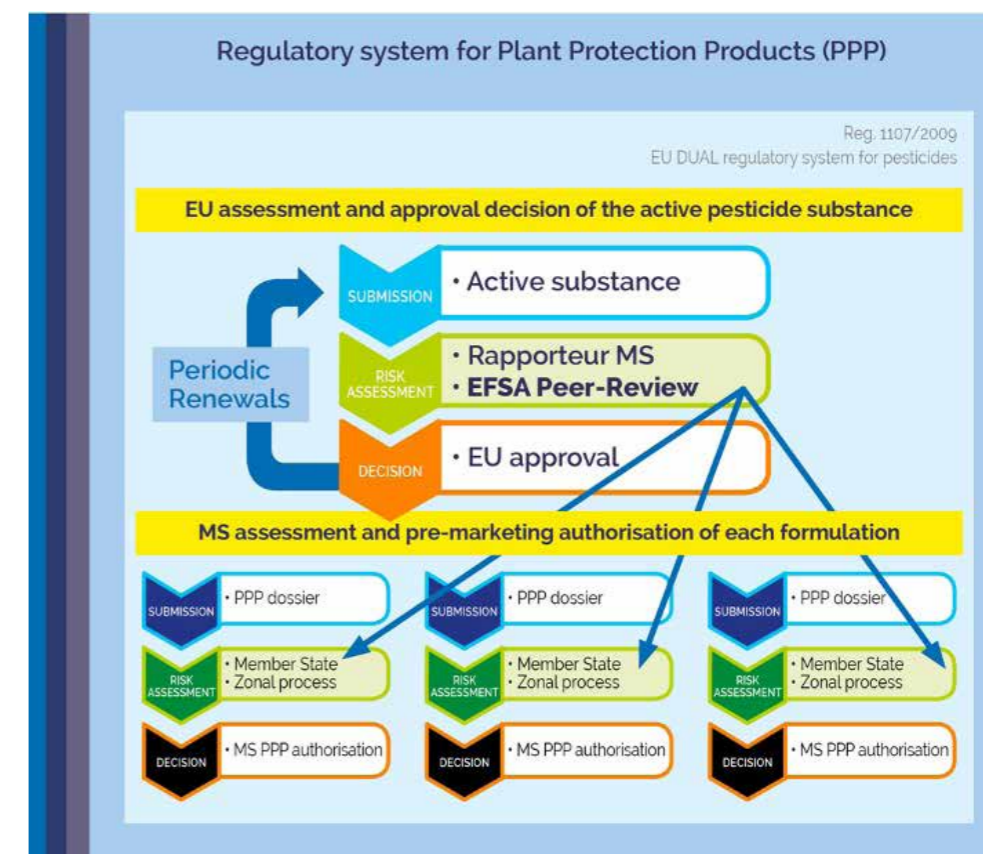 Regulatory system for Plant Protection Products (PPP)
Reg. 1107/2009
EU DUAL regulatory system for pesticides
EU assessment and approval decision of the active pesticide substance
SUBMISSION
• Active substance
Periodic
Renewals
RISK
ASSESSMENT
• Rapporteur MS
• EFSA Peer-Review
DECISION
• EU approval
MS assessment and pre-marketing authorisation of each formulation
SUBMISSION
• PPP dossier
RISK
ASSESSMENT
• Member State
• Zonal process
DECISION
• MS PPP authorisation
SUBMISSION
• PPP dossier
RISK
ASSESSMENT
• Member State
• Zonal process
DECISION
• MS PPP authorisation
SUBMISSION
• PPP dossier
RISK
ASSESSMENT
• Member State
• Zonal process
DECISION
• MS PPP authorisation